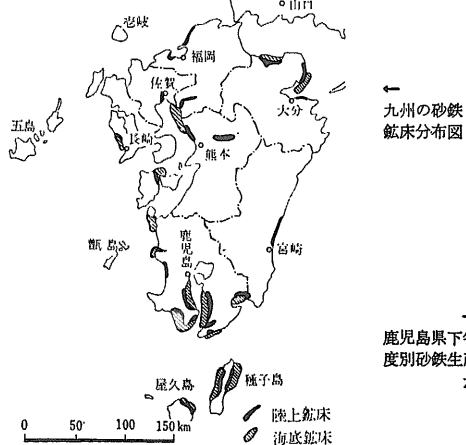 山口
壱岐
福岡
佐賀
大分
五島
長崎
熊本
甑島
鹿児島
宮崎
屋久島
種子島
陸上鉱床
海底鉱床
0 50 100 150 km
←
九州の砂鉄
鉱床分布図
鹿児島県下
度別砂鉄生産